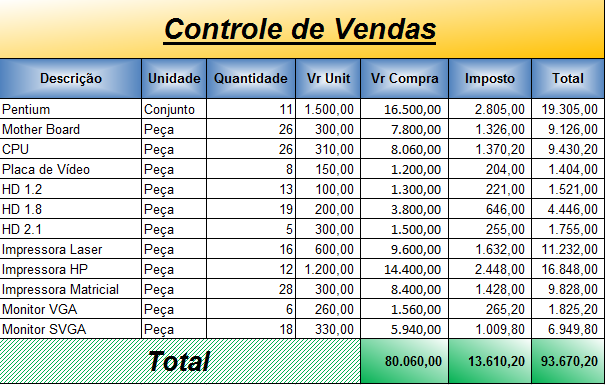 Controle de Vendas
Descrição Unidade Quantidade Vr Unit Vr Compra Imposto Total
Pentium Conjunto 11 1.500,00 16.500,00 2.805,00 19.305,00
Mother Board Peça 26 300,00 7.800,00 1.326,00 9.126,00
CPU Peça 26 310,00 8.060,00 1.370,20 9.430,20
Placa de Vídeo Peça 8 150,00 1.200,00 204,00 1.404,00
HD 1.2 Peça 13 100,00 1.300,00 221,00 1.521,00
HD 1.8 Peça 19 200,00 3.800,00 646,00 4.446,00
HD 2.1 Peça 5 300,00 1.500,00 255,00 1.755,00
Impressora Laser Peça 16 600,00 9.600,00 1.632,00 11.232,00
Impressora HP Peça 12 1.200,00 14.400,00 2.448,00 16.848,00
Impressora Matricial Peça 28 300,00 8.400,00 1.428,00 9.828,00
Monitor VGA Peça 6 260,00 1.560,00 265,20 1.825,20
Monitor SVGA Peça 18 330,00 5.940,00 1.009,80 6.949,80
Total 80.060,00 13.610,20 93.670,20